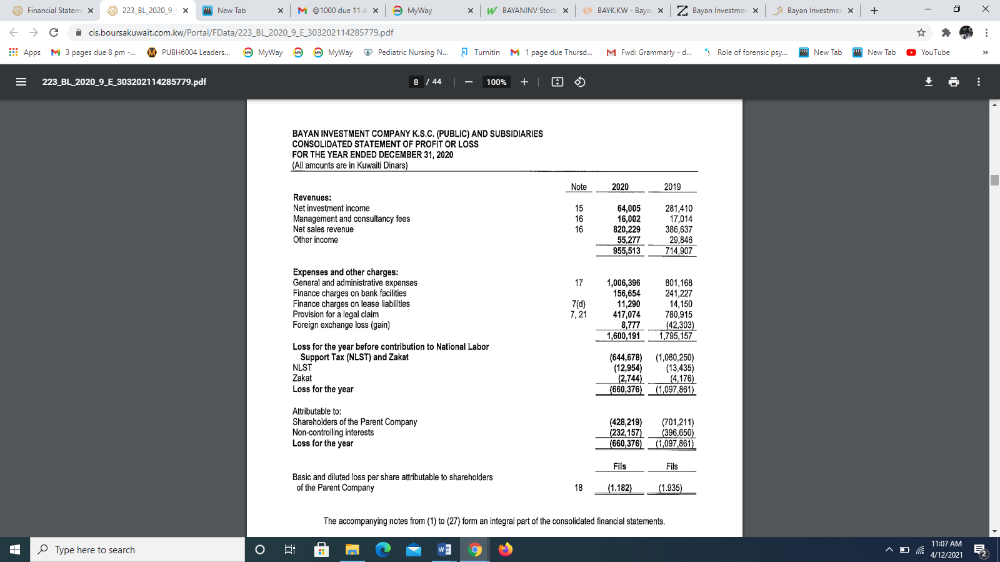 Financial Statem
223_BL_2020_9_
New Tab
@1000 due 11 A
MyWay
BAYANINV Stock
BAYK.KW - Baya
Bayan Investmen
Bayan Investmen
cis.boursakuwait.com.kw/Portal/FData/223_BL_2020_9_E_303202114285779.pdf
Apps
3 pages due 8 pm -...
PUBH6004 Leaders...
MyWay
MyWay
Pediatric Nursing N...
Turnitin
1 page due Thursd...
Fwd: Grammarly - d...
Role of forensic psy...
New Tab
New Tab
YouTube
»
223_BL_2020_9_E_303202114285779.pdf
8 / 44
100%
BAYAN INVESTMENT COMPANY K.S.C. (PUBLIC) AND SUBSIDIARIES
CONSOLIDATED STATEMENT OF PROFIT OR LOSS
FOR THE YEAR ENDED DECEMBER 31, 2020
(All amounts are in Kuwaiti Dinars)
Note 2020 2019
Revenues:
Net investment income 15 64,005 281,410
Management and consultancy fees 16 16,002 17,014
Net sales revenue 16 820,229 386,637
Other income 55,277 29,846
955,513 714,907
Expenses and other charges:
General and administrative expenses 17 1,006,396 801,168
Finance charges on bank facilities 156,654 241,227
Finance charges on lease liabilities 7(d) 11,290 14,150
Provision for a legal claim 7, 21 417,074 780,915
Foreign exchange loss (gain) 8,777 (42,303)
1,600,191 1,795,157
Loss for the year before contribution to National Labor
Support Tax (NLST) and Zakat (644,678) (1,080,250)
NLST (12,954) (13,435)
Zakat (2,744) (4,176)
Loss for the year (660,376) (1,097,861)
Attributable to:
Shareholders of the Parent Company (428,219) (701,211)
Non-controlling interests (232,157) (396,650)
Loss for the year (660,376) (1,097,861)
Fils Fils
Basic and diluted loss per share attributable to shareholders
of the Parent Company 18 (1.182) (1.935)
The accompanying notes from (1) to (27) form an integral part of the consolidated financial statements.
Type here to search
11:07 AM
4/12/2021
2